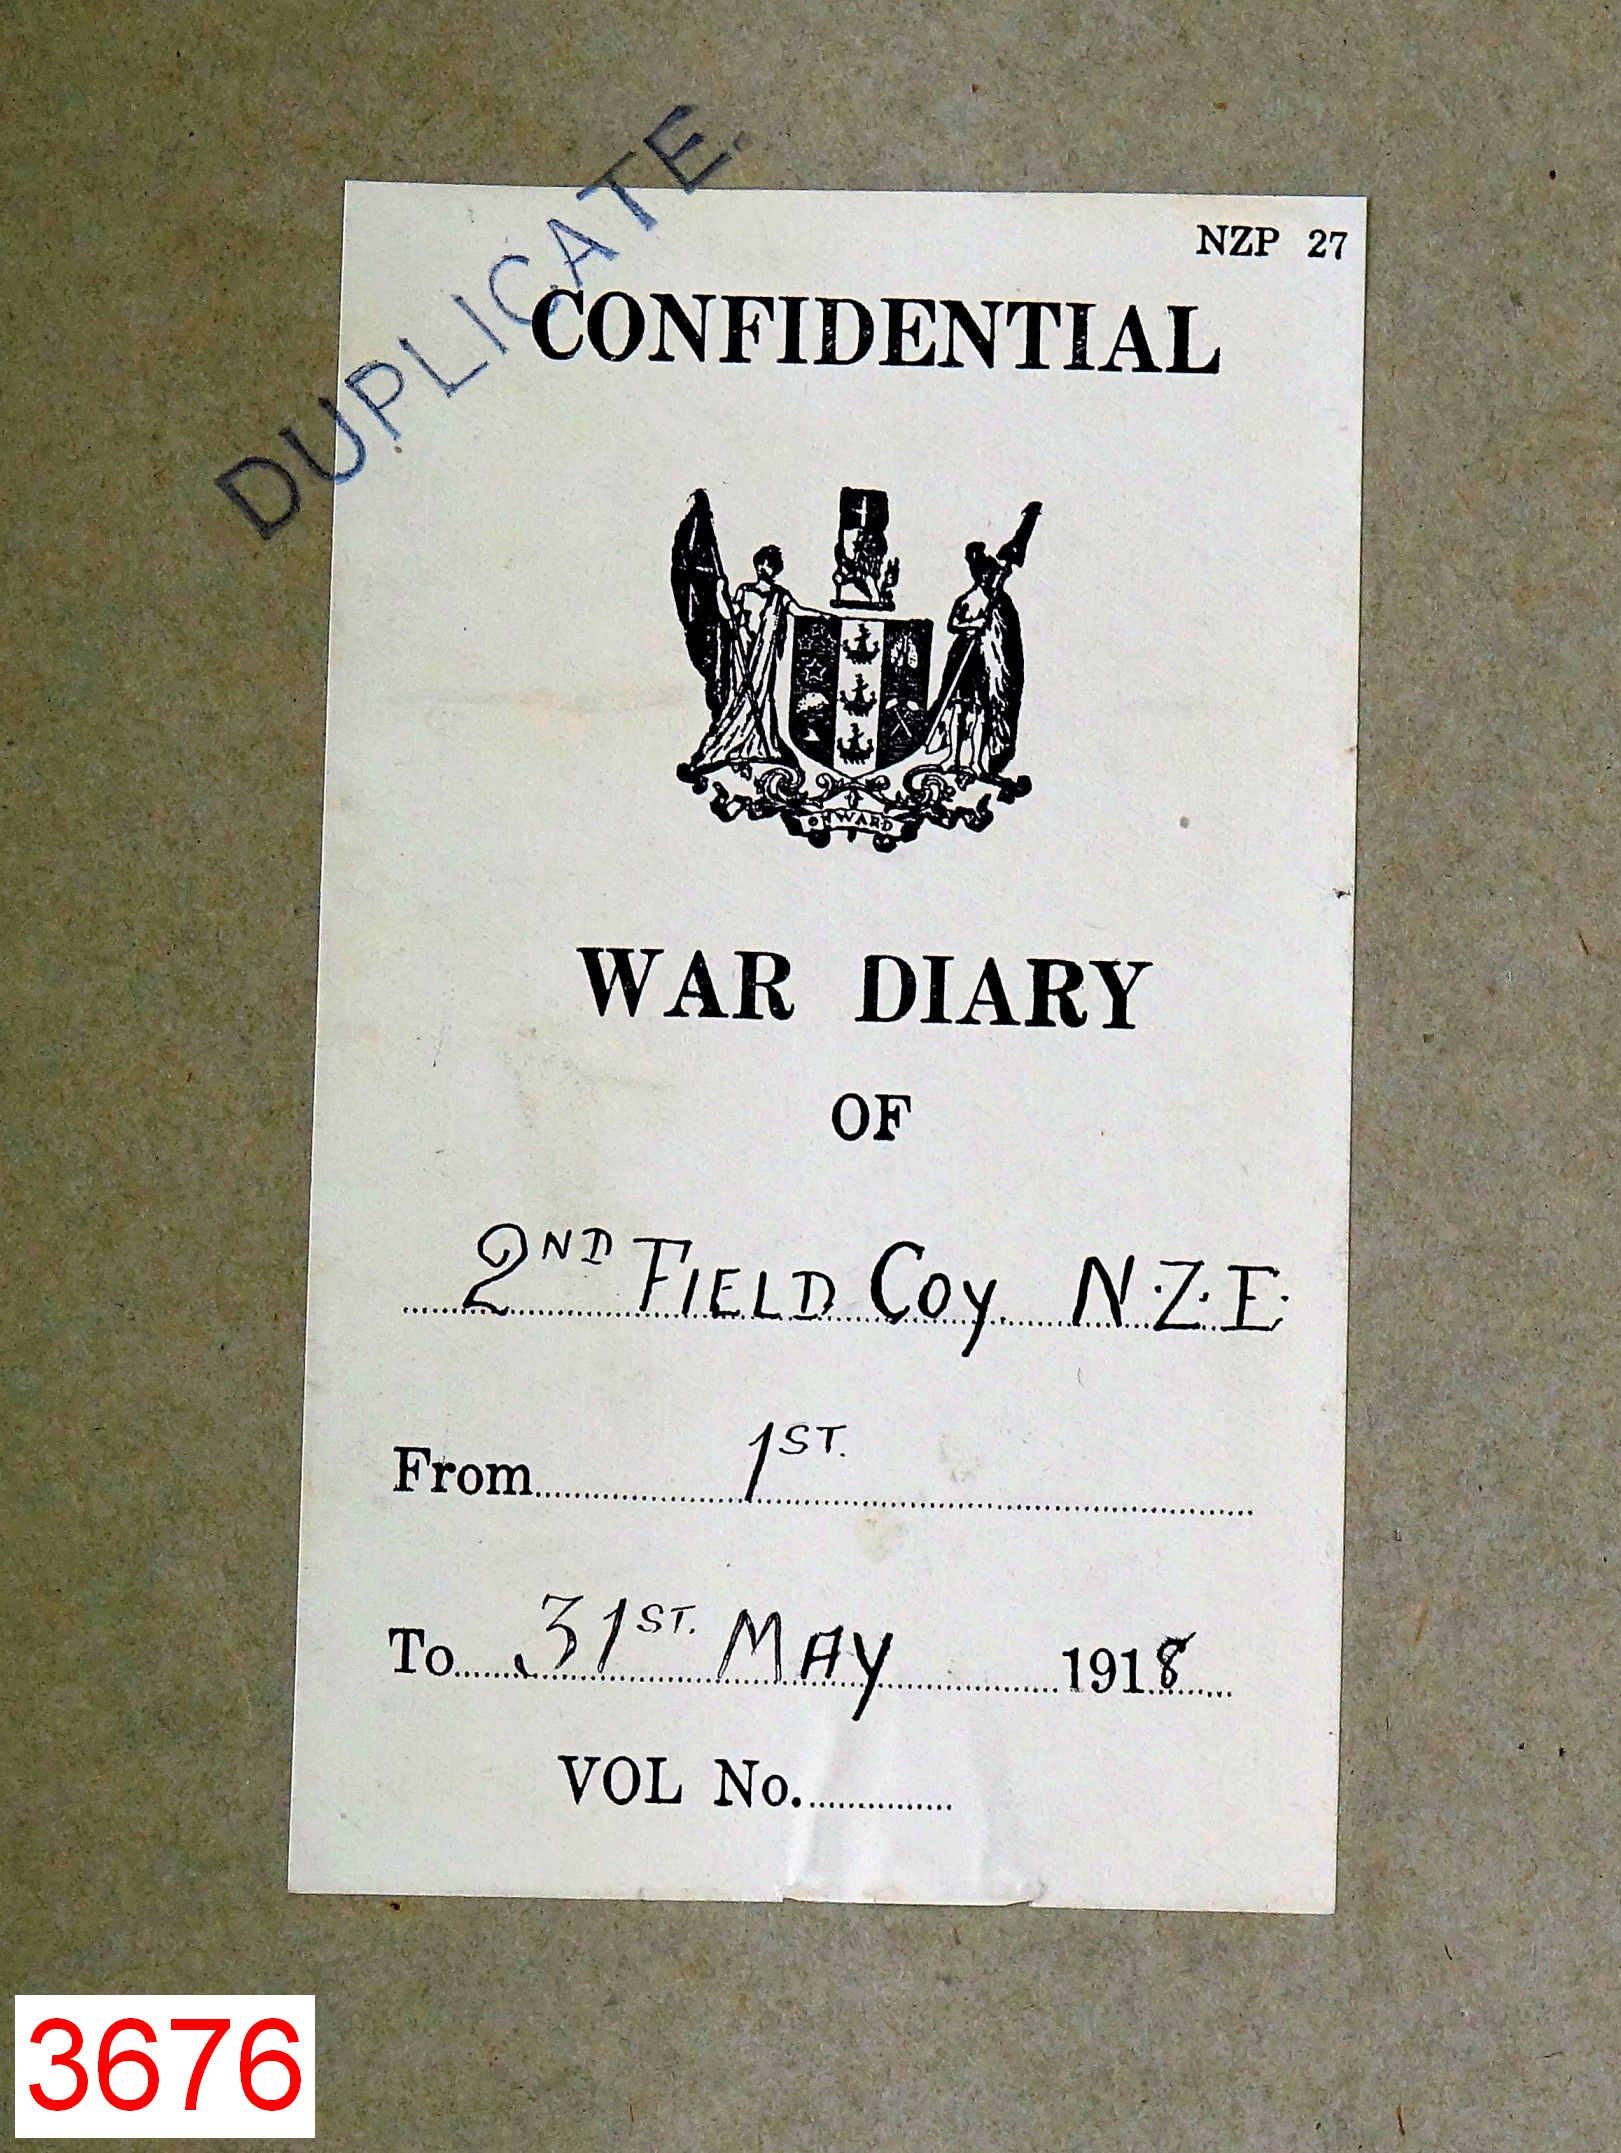 DUPLICATE.
NZP 27
CONFIDENTIAL
ONWARD
WAR DIARY
OF
2ND FIELD COY. N.Z.E.
From 1ST.
To 31ST. MAY 1918
VOL No.
3676